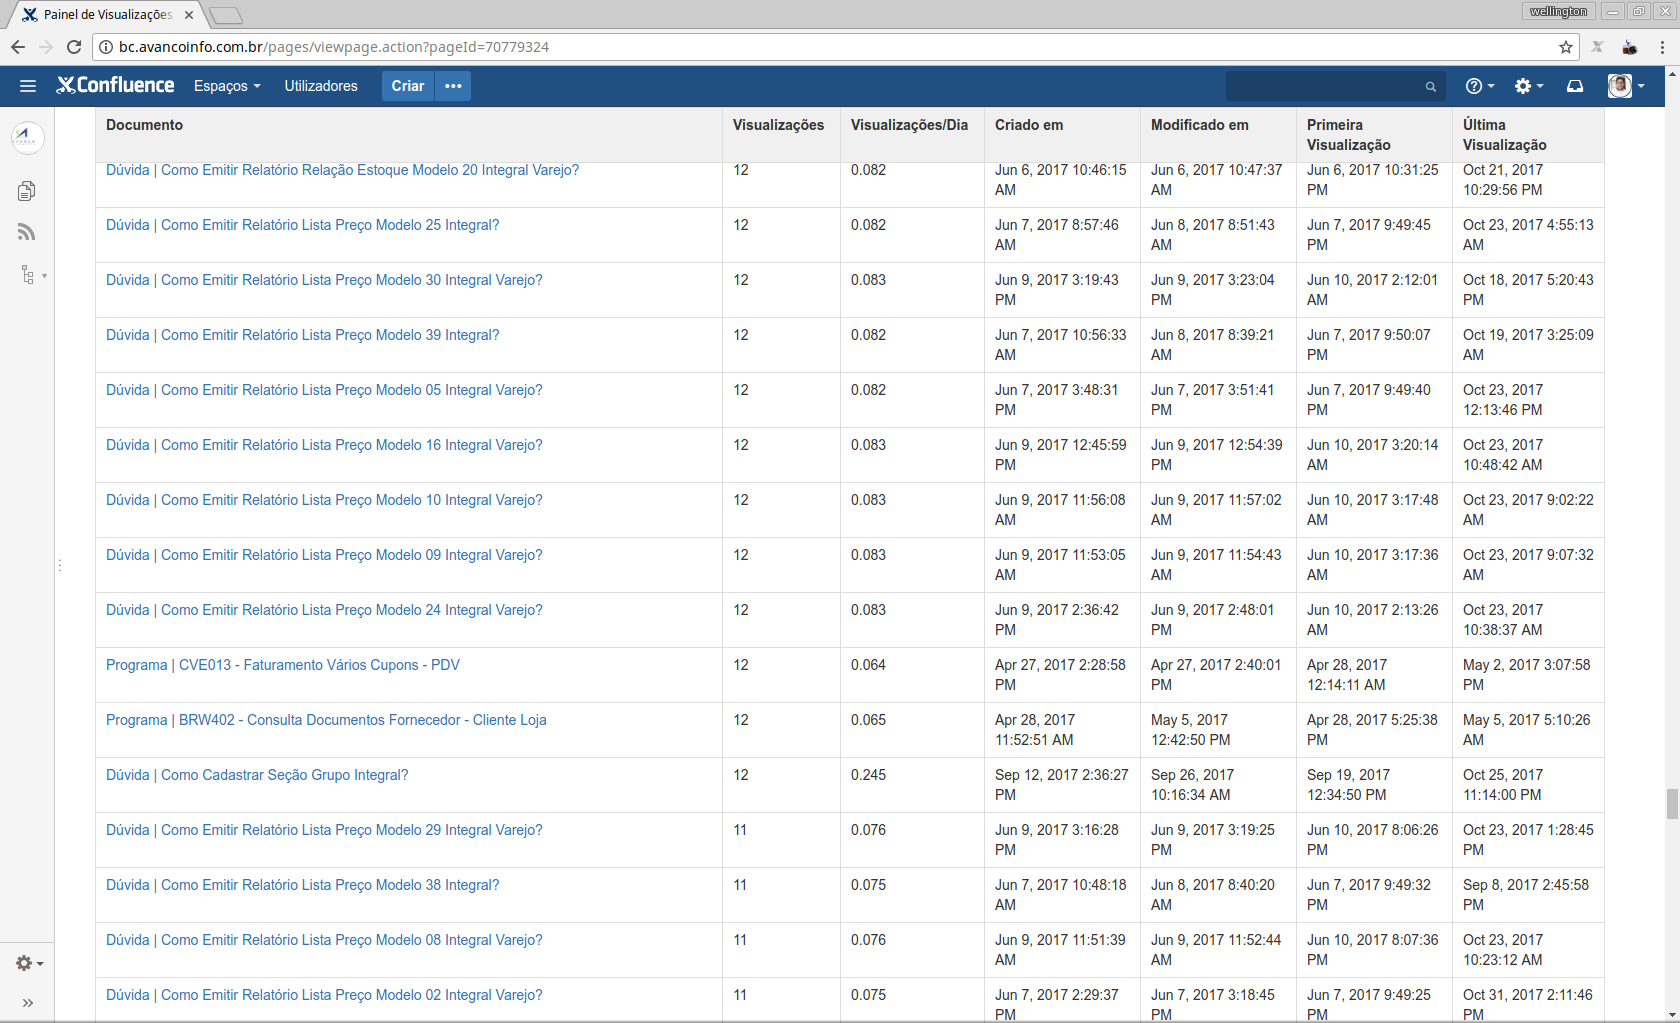 Painel de Visualizações
wellington
bc.avancoinfo.com.br/pages/viewpage.action?pageId=70779324
Confluence Espaços Utilizadores Criar
Documento Visualizações Visualizações/Dia Criado em Modificado em Primeira Visualização Última Visualização
Dúvida | Como Emitir Relatório Relação Estoque Modelo 20 Integral Varejo? 12 0.082 Jun 6, 2017 10:46:15 AM Jun 6, 2017 10:47:37 AM Jun 6, 2017 10:31:25 PM Oct 21, 2017 10:29:56 PM
Dúvida | Como Emitir Relatório Lista Preço Modelo 25 Integral? 12 0.082 Jun 7, 2017 8:57:46 AM Jun 8, 2017 8:51:43 AM Jun 7, 2017 9:49:45 PM Oct 23, 2017 4:55:13 AM
Dúvida | Como Emitir Relatório Lista Preço Modelo 30 Integral Varejo? 12 0.083 Jun 9, 2017 3:19:43 PM Jun 9, 2017 3:23:04 PM Jun 10, 2017 2:12:01 AM Oct 18, 2017 5:20:43 PM
Dúvida | Como Emitir Relatório Lista Preço Modelo 39 Integral? 12 0.082 Jun 7, 2017 10:56:33 AM Jun 8, 2017 8:39:21 AM Jun 7, 2017 9:50:07 PM Oct 19, 2017 3:25:09 AM
Dúvida | Como Emitir Relatório Lista Preço Modelo 05 Integral Varejo? 12 0.082 Jun 7, 2017 3:48:31 PM Jun 7, 2017 3:51:41 PM Jun 7, 2017 9:49:40 PM Oct 23, 2017 12:13:46 PM
Dúvida | Como Emitir Relatório Lista Preço Modelo 16 Integral Varejo? 12 0.083 Jun 9, 2017 12:45:59 PM Jun 9, 2017 12:54:39 PM Jun 10, 2017 3:20:14 AM Oct 23, 2017 10:48:42 AM
Dúvida | Como Emitir Relatório Lista Preço Modelo 10 Integral Varejo? 12 0.083 Jun 9, 2017 11:56:08 AM Jun 9, 2017 11:57:02 AM Jun 10, 2017 3:17:48 AM Oct 23, 2017 9:02:22 AM
Dúvida | Como Emitir Relatório Lista Preço Modelo 09 Integral Varejo? 12 0.083 Jun 9, 2017 11:53:05 AM Jun 9, 2017 11:54:43 AM Jun 10, 2017 3:17:36 AM Oct 23, 2017 9:07:32 AM
Dúvida | Como Emitir Relatório Lista Preço Modelo 24 Integral Varejo? 12 0.083 Jun 9, 2017 2:36:42 PM Jun 9, 2017 2:48:01 PM Jun 10, 2017 2:13:26 AM Oct 23, 2017 10:38:37 AM
Programa | CVE013 - Faturamento Vários Cupons - PDV 12 0.064 Apr 27, 2017 2:28:58 PM Apr 27, 2017 2:40:01 PM Apr 28, 2017 12:14:11 AM May 2, 2017 3:07:58 PM
Programa | BRW402 - Consulta Documentos Fornecedor - Cliente Loja 12 0.065 Apr 28, 2017 11:52:51 AM May 5, 2017 12:42:50 PM Apr 28, 2017 5:25:38 PM May 5, 2017 5:10:26 AM
Dúvida | Como Cadastrar Seção Grupo Integral? 12 0.245 Sep 12, 2017 2:36:27 PM Sep 26, 2017 10:16:34 AM Sep 19, 2017 12:34:50 PM Oct 25, 2017 11:14:00 PM
Dúvida | Como Emitir Relatório Lista Preço Modelo 29 Integral Varejo? 11 0.076 Jun 9, 2017 3:16:28 PM Jun 9, 2017 3:19:25 PM Jun 10, 2017 8:06:26 PM Oct 23, 2017 1:28:45 PM
Dúvida | Como Emitir Relatório Lista Preço Modelo 38 Integral? 11 0.075 Jun 7, 2017 10:48:18 AM Jun 8, 2017 8:40:20 AM Jun 7, 2017 9:49:32 PM Sep 8, 2017 2:45:58 PM
Dúvida | Como Emitir Relatório Lista Preço Modelo 08 Integral Varejo? 11 0.076 Jun 9, 2017 11:51:39 AM Jun 9, 2017 11:52:44 AM Jun 10, 2017 8:07:36 PM Oct 23, 2017 10:23:12 AM
Dúvida | Como Emitir Relatório Lista Preço Modelo 02 Integral Varejo? 11 0.075 Jun 7, 2017 2:29:37 PM Jun 7, 2017 3:18:45 PM Jun 7, 2017 9:49:25 PM Oct 31, 2017 2:11:46 PM